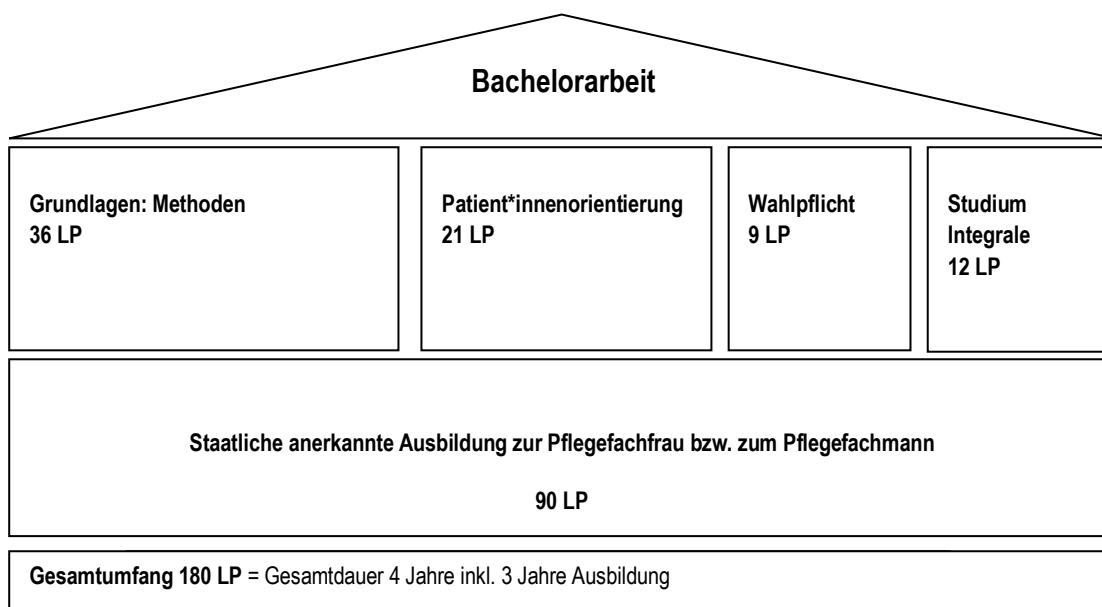 Bachelorarbeit
Grundlagen: Methoden
36 LP
Patient*innenorientierung
21 LP
Wahlpflicht
9 LP
Studium
Integrale
12 LP
Staatliche anerkannte Ausbildung zur Pflegefachfrau bzw. zum Pflegefachmann
90 LP
Gesamtumfang 180 LP = Gesamtdauer 4 Jahre inkl. 3 Jahre Ausbildung